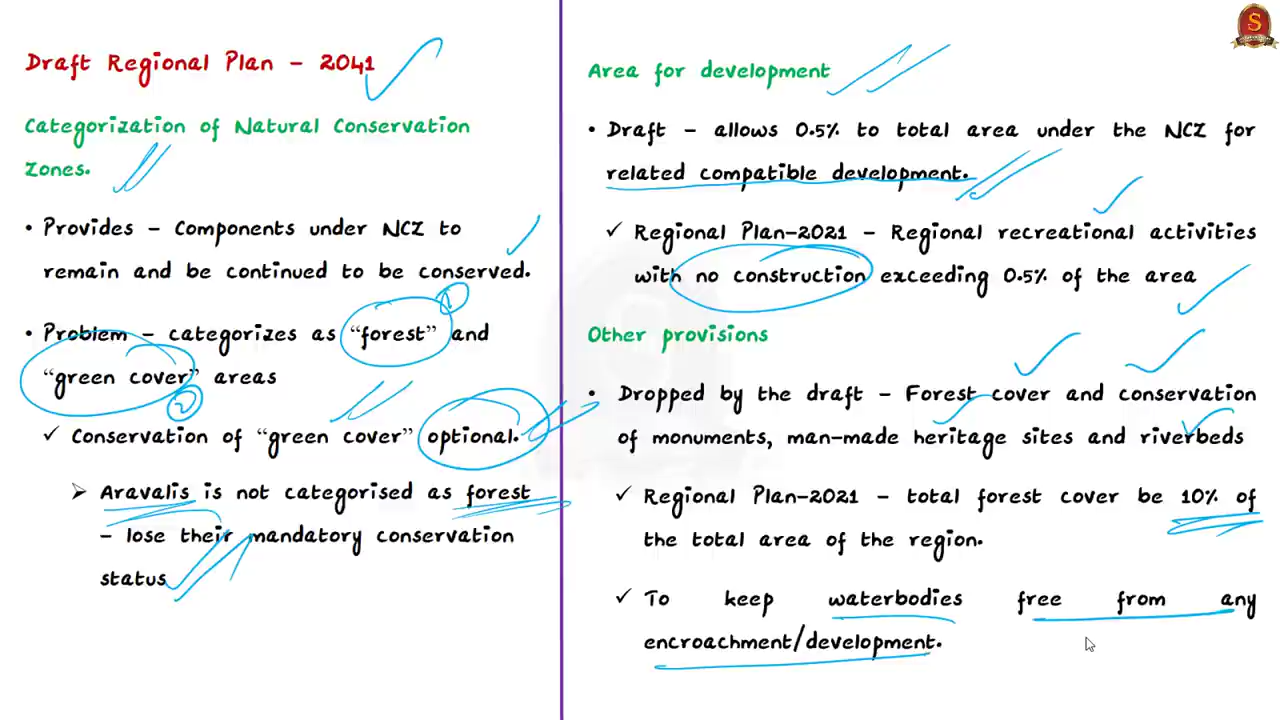 Draft Regional Plan - 2041
Categorization of Natural Conservation
Zones.
• Provides - Components under NCZ to
remain and be continued to be conserved.
• Problem - categorizes as "forest" and
"green cover" areas
✓ Conservation of "green cover" optional.
➢ Aravalis is not categorised as forest
- lose their mandatory conservation
status
1
2
S
Area for development
• Draft - allows 0.5% to total area under the NCZ for
related compatible development.
✓ Regional Plan-2021 - Regional recreational activities
with no construction exceeding 0.5% of the area
Other provisions
• Dropped by the draft - Forest cover and conservation
of monuments, man-made heritage sites and riverbeds
✓ Regional Plan-2021 - total forest cover be 10% of
the total area of the region.
✓ To keep waterbodies free from any
encroachment/development.